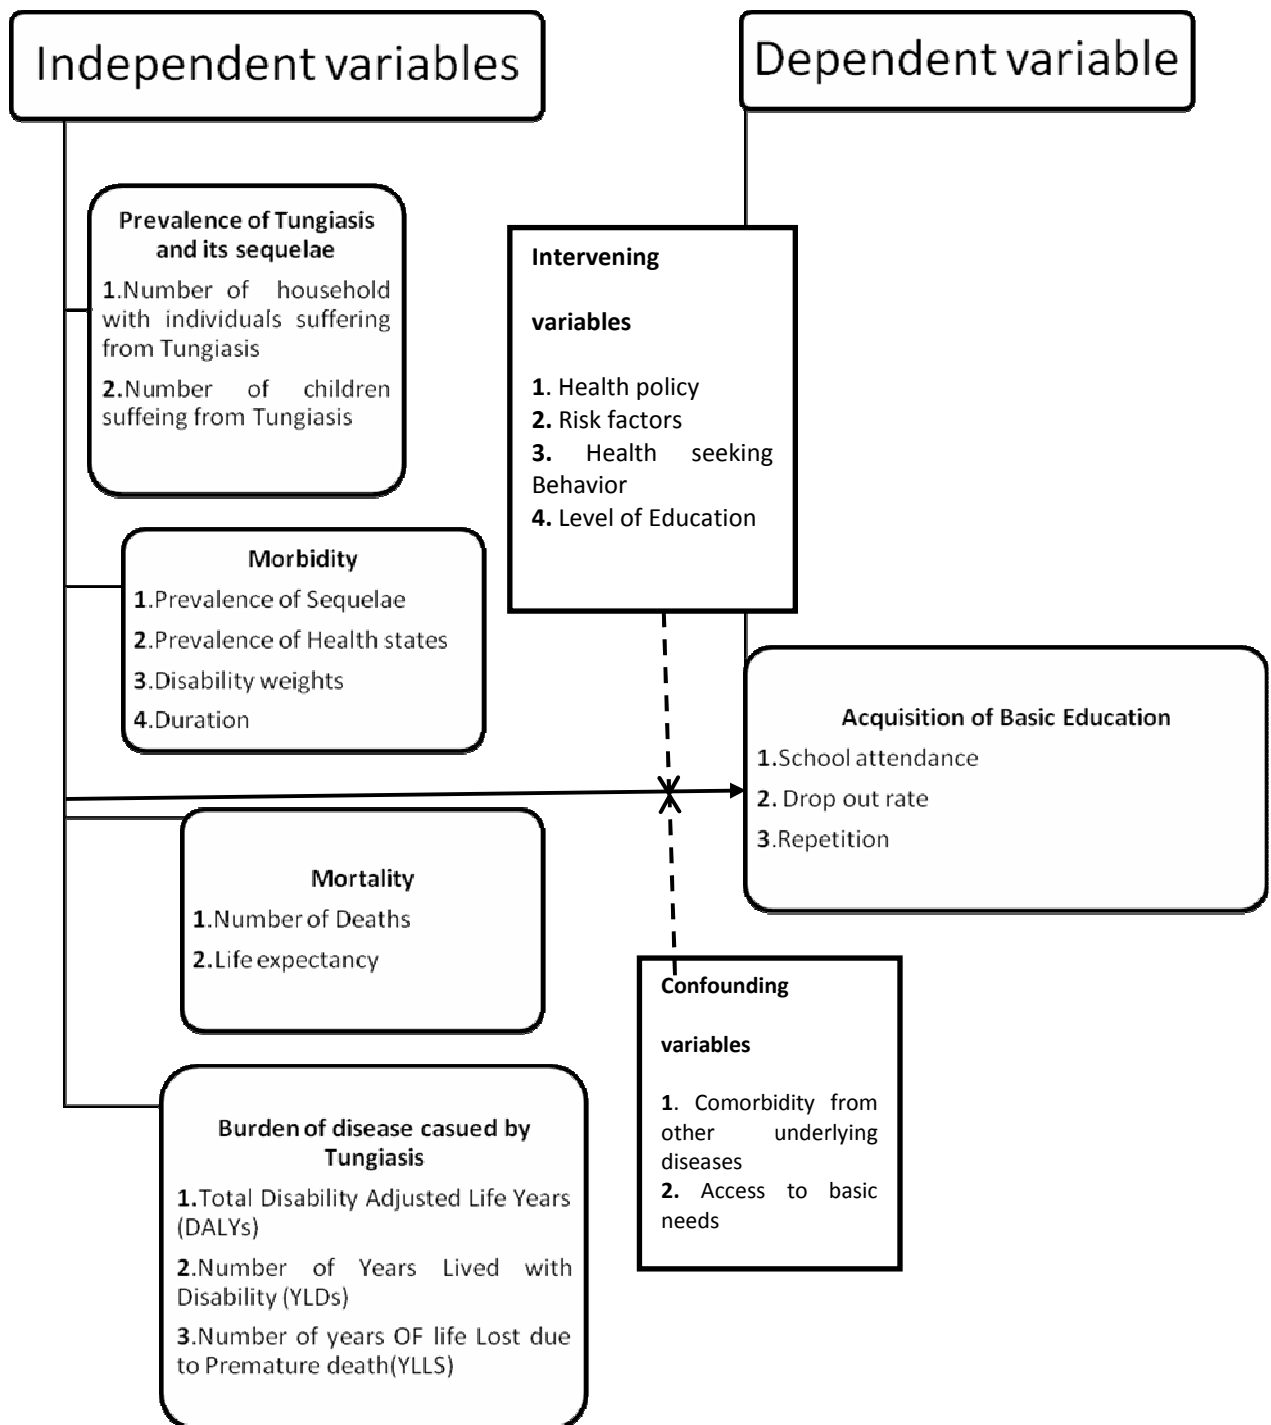 Independent variables
Dependent variable
Prevalence of Tungiasis
and its sequelae
1.Number of household
with individuals suffering
from Tungiasis
2.Number of children
suffeing from Tungiasis
Intervening
variables
1. Health policy
2. Risk factors
3. Health seeking
Behavior
4. Level of Education
Morbidity
1.Prevalence of Sequelae
2.Prevalence of Health states
3.Disability weights
4.Duration
Acquisition of Basic Education
1.School attendance
2. Drop out rate
3.Repetition
Mortality
1.Number of Deaths
2.Life expectancy
Confounding
variables
1. Comorbidity from
other underlying
diseases
2. Access to basic
needs
Burden of disease casued by
Tungiasis
1.Total Disability Adjusted Life Years
(DALYs)
2.Number of Years Lived with
Disability (YLDs)
3.Number of years OF life Lost due
to Premature death(YLLS)